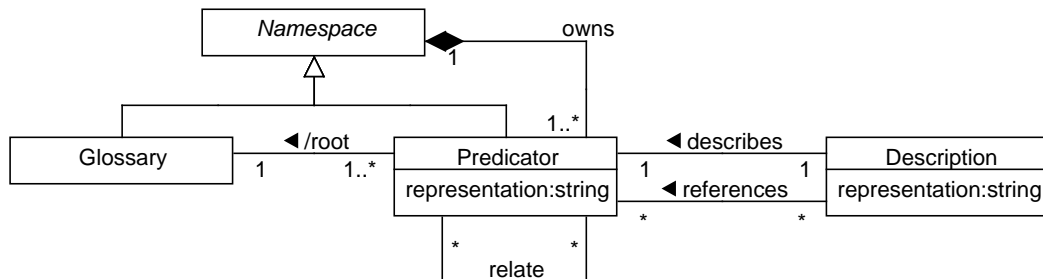 Namespace
owns
1
1..*
Glossary
◄ /root
1
1..*
Predicator
representation:string
◄ describes
1
1
◄ references
*
*
Description
representation:string
*
*
relate